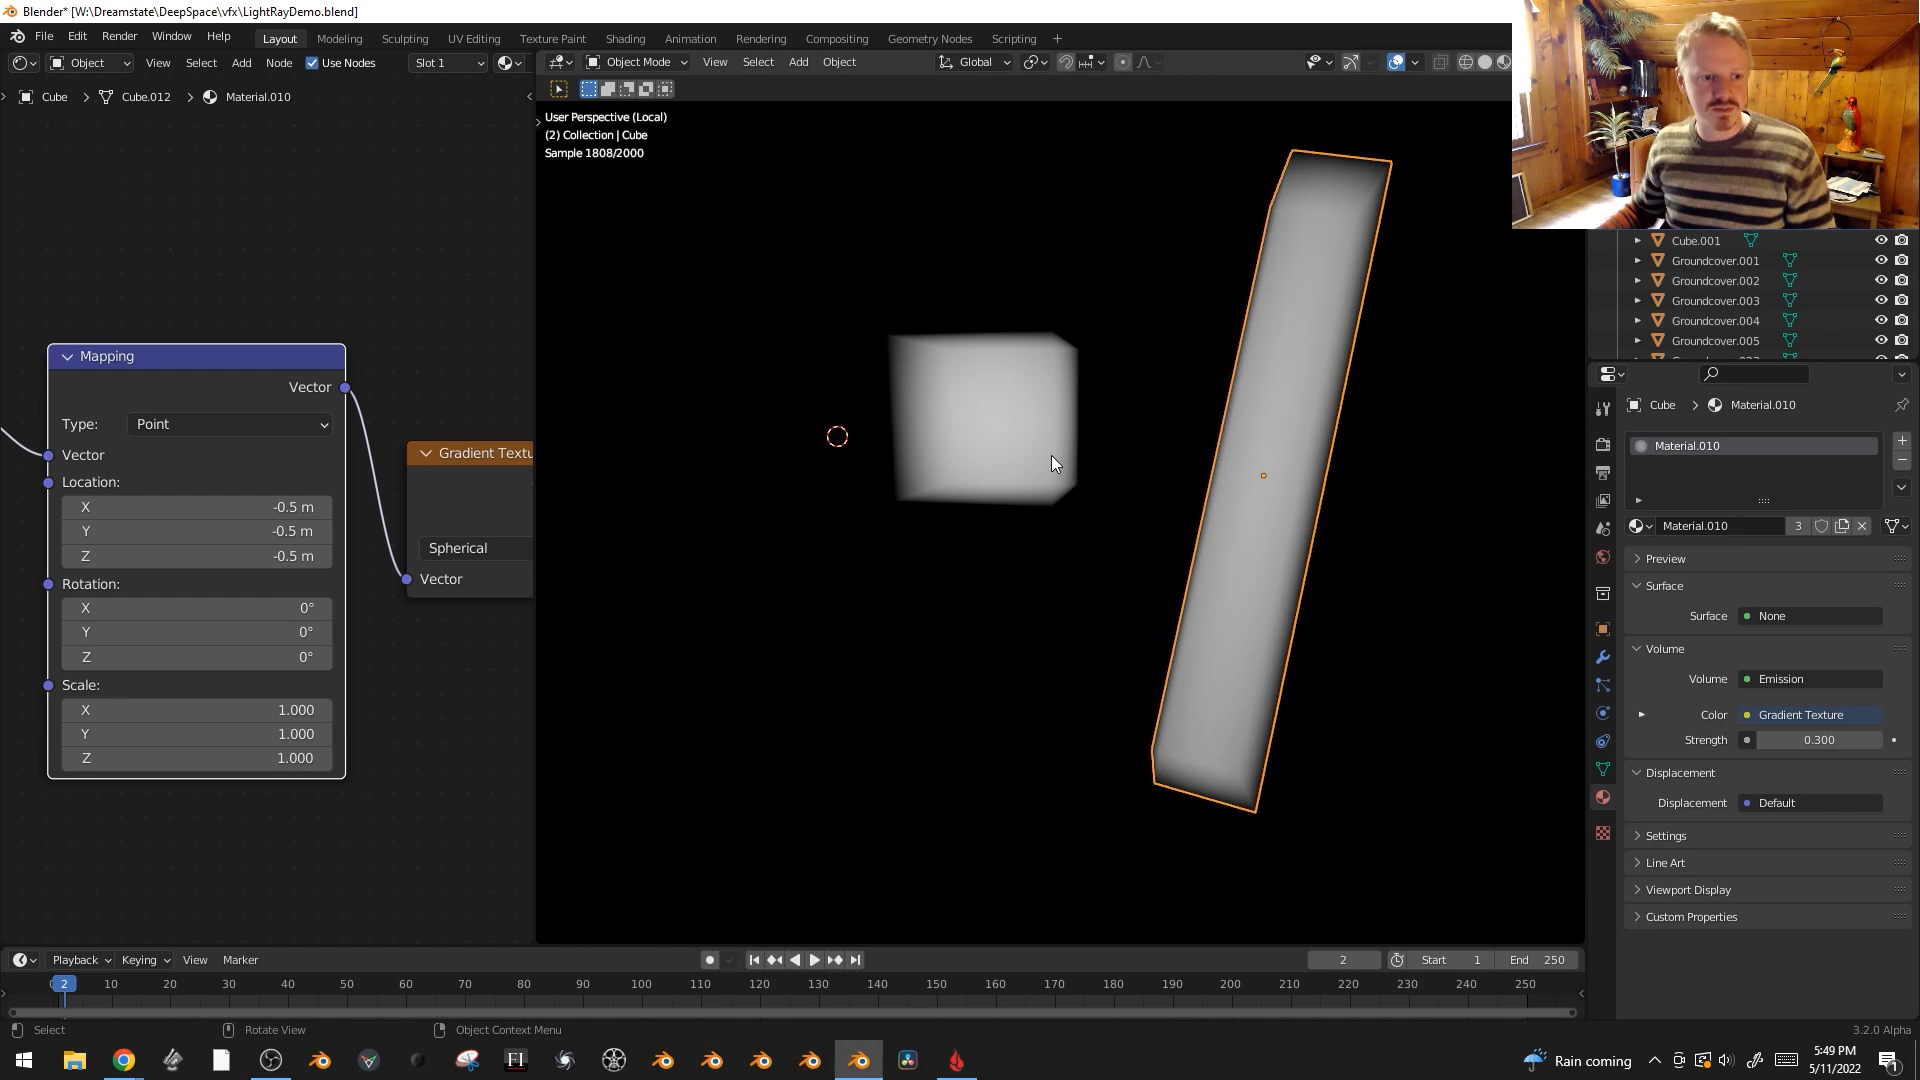 Blender* [W:\Dreamstate\DeepSpace\vfx\LightRayDemo.blend]
File Edit Render Window Help
Layout Modeling Sculpting UV Editing Texture Paint Shading Animation Rendering Compositing Geometry Nodes Scripting
Object View Select Add Node Use Nodes Slot 1
Object Mode View Select Add Object Global
Cube Cube.012 Material.010
User Perspective (Local)
(2) Collection | Cube
Sample 1808/2000
Mapping
Vector
Type: Point
Vector
Location:
X -0.5 m
Y -0.5 m
Z -0.5 m
Rotation:
X 0°
Y 0°
Z 0°
Scale:
X 1.000
Y 1.000
Z 1.000
Gradient Textu
Spherical
Vector
Cube.001
Groundcover.001
Groundcover.002
Groundcover.003
Groundcover.004
Groundcover.005
Cube Material.010
Material.010
Material.010 3
Preview
Surface
Surface None
Volume
Volume Emission
Color Gradient Texture
Strength 0.300
Displacement
Displacement Default
Settings
Line Art
Viewport Display
Custom Properties
Playback Keying View Marker 2 Start 1 End 250
2 10 20 30 40 50 60 70 80 90 100 110 120 130 140 150 160 170 180 190 200 210 220 230 240 250
Select Rotate View Object Context Menu 3.2.0 Alpha
FI Rain coming 5:49 PM
5/11/2022 1